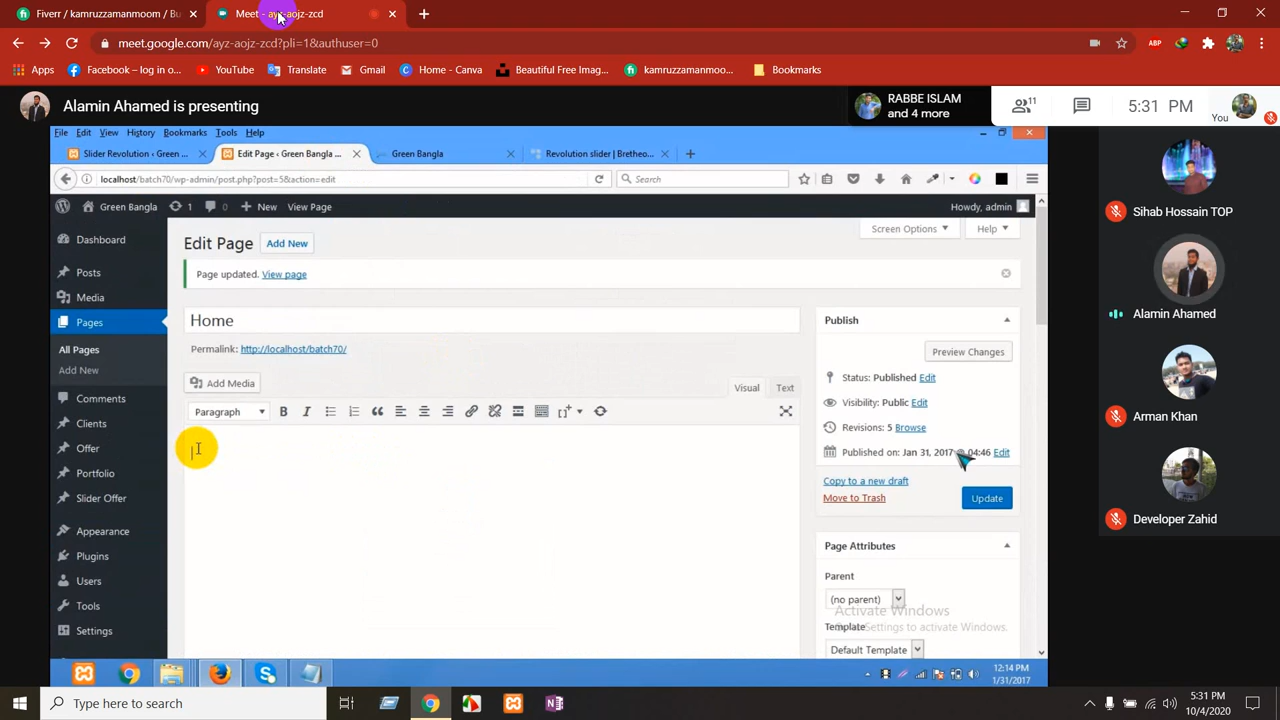 Fiverr / kamruzzamanmoom / Bu
Meet - ayz-aojz-zcd
meet.google.com/ayz-aojz-zcd?pli=1&authuser=0
ABP
Apps
Facebook – log in o...
YouTube
Translate
Gmail
Home - Canva
Beautiful Free Imag...
kamruzzamanmoo...
Bookmarks
Alamin Ahamed is presenting
RABBE ISLAM
and 4 more
11
5:31 PM
You
File Edit View History Bookmarks Tools Help
Slider Revolution ‹ Green ...
Edit Page ‹ Green Bangla ...
Green Bangla
Revolution slider | Bretheo...
localhost/batch70/wp-admin/post.php?post=5&action=edit
Search
Green Bangla
1
0
+ New
View Page
Howdy, admin
Dashboard
Posts
Media
Pages
All Pages
Add New
Comments
Clients
Offer
Portfolio
Slider Offer
Appearance
Plugins
Users
Tools
Settings
Edit Page
Add New
Screen Options
Help
Page updated. View page
Home
Permalink: http://localhost/batch70/
Add Media
Visual
Text
Paragraph
B I
Publish
Preview Changes
Status: Published Edit
Visibility: Public Edit
Revisions: 5 Browse
Published on: Jan 31, 2017 @ 04:46 Edit
Copy to a new draft
Move to Trash
Update
Page Attributes
Parent
(no parent)
Template
Default Template
Activate Windows
Settings to activate Windows.
12:14 PM
1/31/2017
Sihab Hossain TOP
Alamin Ahamed
Arman Khan
Developer Zahid
Type here to search
5:31 PM
10/4/2020